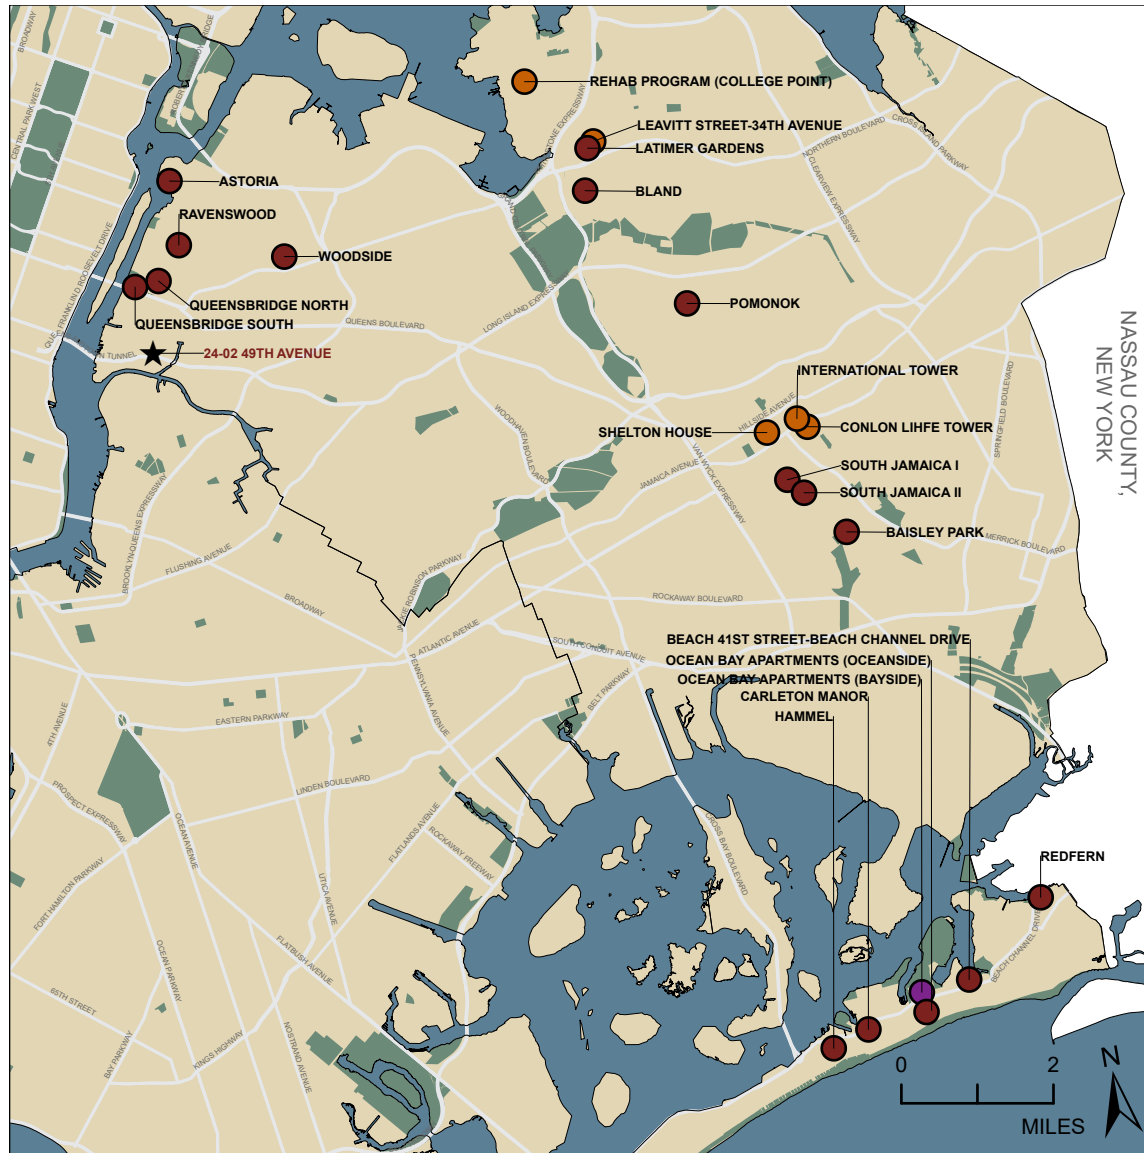 BROADWAY
CENTRAL PARK WEST
REHAB PROGRAM (COLLEGE POINT)
LEAVITT STREET-34TH AVENUE
LATIMER GARDENS
CROSS ISLAND PARKWAY
NORTHERN BOULEVARD
CLEARVIEW EXPRESSWAY
ASTORIA
BLAND
RAVENSWOOD
WOODSIDE
QUEENSBRIDGE NORTH
QUEENSBRIDGE SOUTH
POMONOK
LONG ISLAND EXPRESSWAY
QUEENS BOULEVARD
24-02 49TH AVENUE
NASSAU COUNTY,
NEW YORK
INTERNATIONAL TOWER
SHELTON HOUSE
CONLON LIHFE TOWER
HILLSIDE AVENUE
SPRINGFIELD BOULEVARD
WOODHAVEN BOULEVARD
JAMAICA AVENUE
VAN WYCK EXPRESSWAY
SOUTH JAMAICA I
SOUTH JAMAICA II
BAISLEY PARK
MERRICK BOULEVARD
BROOKLYN-QUEENS EXPRESSWAY
FLUSHING AVENUE
BROADWAY
JACKIE ROBINSON PARKWAY
ROCKAWAY BOULEVARD
ATLANTIC AVENUE
SOUTH CONDUIT AVENUE
BELT PARKWAY
PENNSYLVANIA AVENUE
BEACH 41ST STREET-BEACH CHANNEL DRIVE
OCEAN BAY APARTMENTS (OCEANSIDE)
OCEAN BAY APARTMENTS (BAYSIDE)
CARLETON MANOR
HAMMEL
4TH AVENUE
EASTERN PARKWAY
LINDEN BOULEVARD
PROSPECT EXPRESSWAY
OCEAN AVENUE
FLATLANDS AVENUE
ROCKAWAY FREEWAY
CROSS BAY BOULEVARD
REDFERN
FORT HAMILTON PARKWAY
UTICA AVENUE
OCEAN PARKWAY
FLATBUSH AVENUE
BEACH CHANNEL DRIVE
65TH STREET
BAY PARKWAY
KINGS HIGHWAY
NOSTRAND AVENUE
0 2
MILES
N